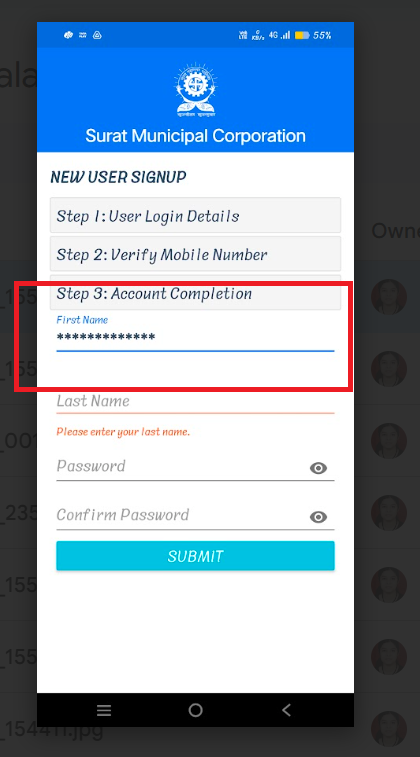 4G 55%
Surat Municipal Corporation
NEW USER SIGNUP
Step 1: User Login Details
Step 2: Verify Mobile Number
Step 3: Account Completion
First Name
*************
Last Name
Please enter your last name.
Password
Confirm Password
SUBMIT
ala
Owne
_155
_155
_00
_235
_155
_155
_154411.jpg